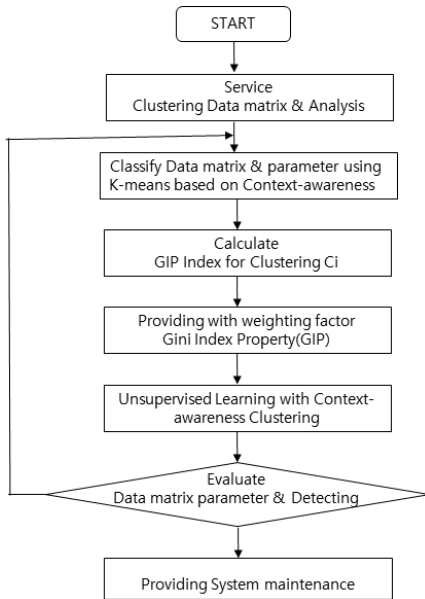 START
Service
Clustering Data matrix & Analysis
Classify Data matrix & parameter using
K-means based on Context-awareness
Calculate
GIP Index for Clustering Ci
Providing with weighting factor
Gini Index Property(GIP)
Unsupervised Learning with Context-
awareness Clustering
Evaluate
Data matrix parameter & Detecting
Providing System maintenance